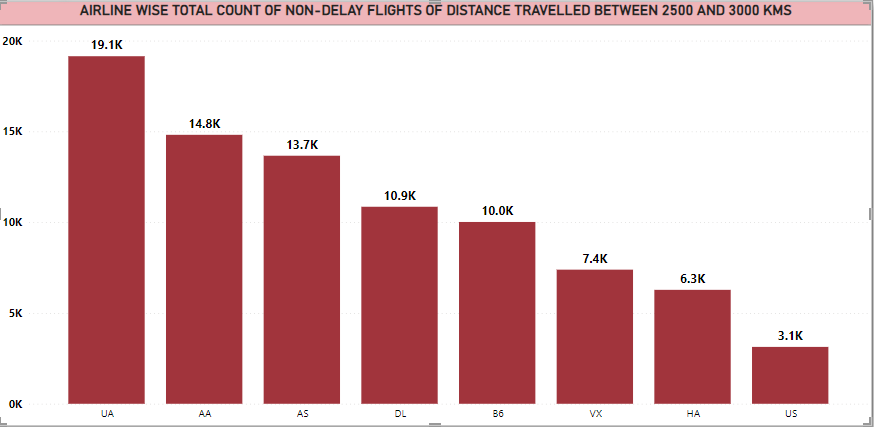 AIRLINE WISE TOTAL COUNT OF NON-DELAY FLIGHTS OF DISTANCE TRAVELLED BETWEEN 2500 AND 3000 KMS
20K
19.1K
15K
14.8K
13.7K
10.9K
10K
10.0K
7.4K
6.3K
5K
3.1K
0K
UA AA AS DL B6 VX HA US